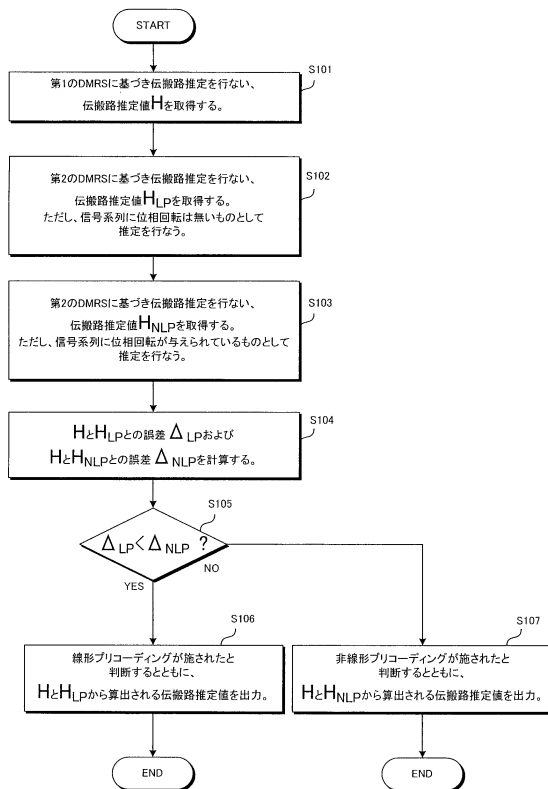 START
S101
第1のDMRSに基づき伝搬路推定を行ない、
伝搬路推定値Hを取得する。
S102
第2のDMRSに基づき伝搬路推定を行ない、
伝搬路推定値HLPを取得する。
ただし、信号系列に位相回転は無いものとして
推定を行なう。
S103
第2のDMRSに基づき伝搬路推定を行ない、
伝搬路推定値HNLPを取得する。
ただし、信号系列に位相回転が与えられているものとして
推定を行なう。
S104
HとHLPとの誤差 ΔLPおよび
HとHNLPとの誤差 ΔNLPを計算する。
S105
ΔLP<ΔNLP ?
YES
NO
S106
線形プリコーディングが施されたと
判断するとともに、
HとHLPから算出される伝搬路推定値を出力。
S107
非線形プリコーディングが施されたと
判断するとともに、
HとHNLPから算出される伝搬路推定値を出力。
END
END